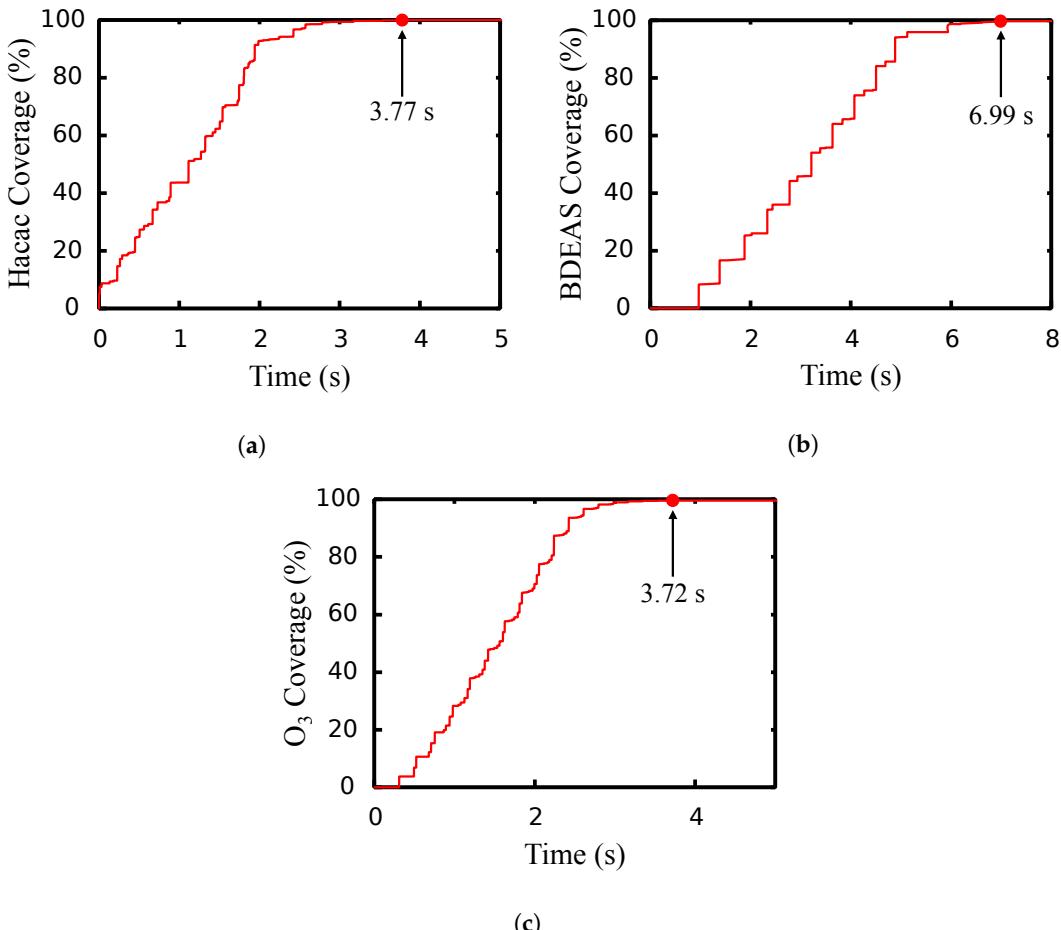 Hacac Coverage (%)
100
80
60
40
20
0
3.77 s
0 1 2 3 4 5
Time (s)
(a)
BDEAS Coverage (%)
100
80
60
40
20
0
6.99 s
0 2 4 6 8
Time (s)
(b)
O₃ Coverage (%)
100
80
60
40
20
0
3.72 s
0 2 4
Time (s)
(c)